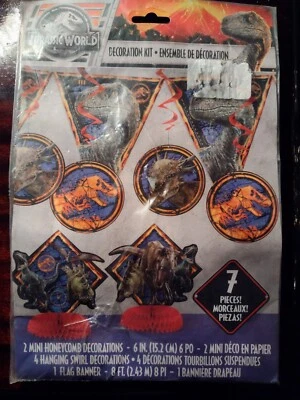 JURASSIC WORLD
DECORATION KIT • ENSEMBLE DE DÉCORATION
7
PIECES!
MORCEAUX!
PIEZAS!
2 MINI HONEYCOMB DECORATIONS - 6 IN. (15.2 CM) 6 PO - 2 MINI DÉCO EN PAPIER
4 HANGING SWIRL DECORATIONS • 4 DÉCORATIONS TOURBILLONS SUSPENDUES
1 FLAG BANNER - 8 FT. (2.43 M) 8 PI - 1 BANNIÈRE DRAPEAU